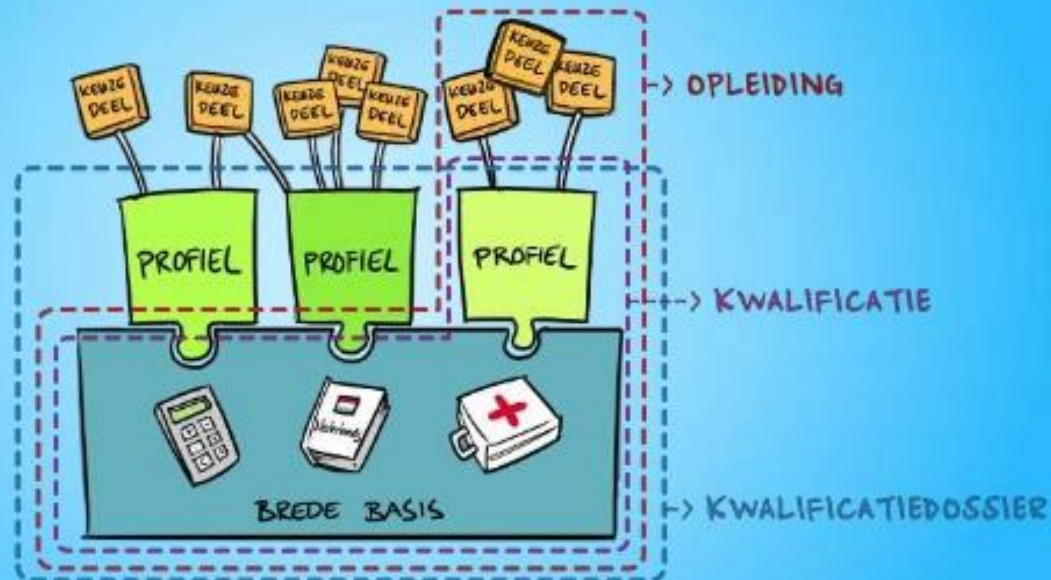 KEUZE
DEEL
KEUZE
DEEL
KEUZE
DEEL
KEUZE
DEEL
KEUZE
DEEL
KEUZE
DEEL
KEUZE
DEEL
KEUZE
DEEL
OPLEIDING
PROFIEL
PROFIEL
PROFIEL
KWALIFICATIE
Nederlands
BREDE BASIS
KWALIFICATIEDOSSIER